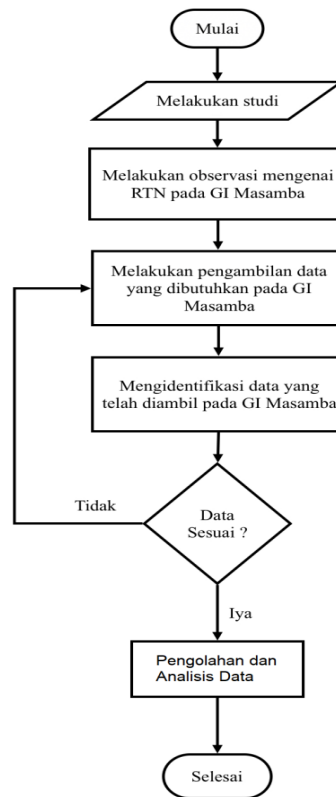 Mulai
Melakukan studi
Melakukan observasi mengenai
RTN pada GI Masamba
Melakukan pengambilan data
yang dibutuhkan pada GI
Masamba
Mengidentifikasi data yang
telah diambil pada GI Masamba
Tidak
Data
Sesuai ?
Iya
Pengolahan dan
Analisis Data
Selesai